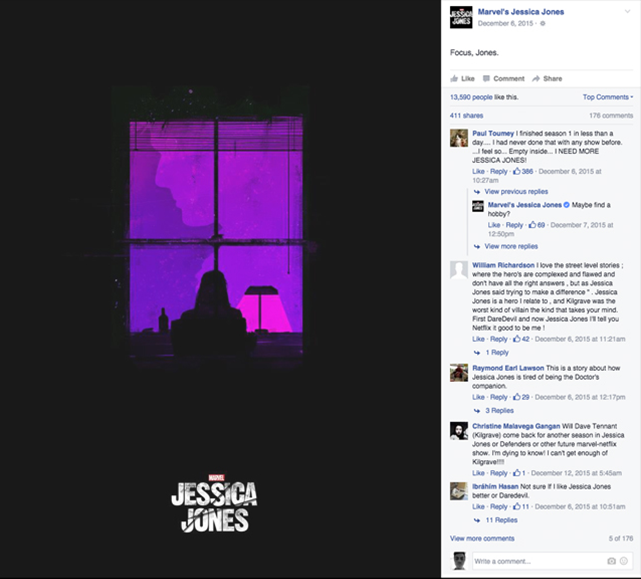 MARVEL
JESSICA
JONES
JESSICA
JONES
Marvel's Jessica Jones
December 6, 2015 ·
Focus, Jones.
Like Comment Share
13,590 people like this. Top Comments
411 shares 176 comments
Paul Toumey I finished season 1 in less than a
day.... I had never done that with any show before.
...I feel so... Empty inside... I NEED MORE
JESSICA JONES!
Like · Reply · 386 · December 6, 2015 at
10:27am
View previous replies
Marvel's Jessica Jones Maybe find a
hobby?
Like · Reply · 69 · December 7, 2015 at
12:50pm
View more replies
William Richardson I love the street level stories ;
where the hero's are complexed and flawed and
don't have all the right answers , but as Jessica
Jones said trying to make a difference " . Jessica
Jones is a hero I relate to , and Kilgrave was the
worst kind of villain the kind that takes your mind.
First DareDevil and now Jessica Jones I'll tell you
Netflix it good to be me !
Like · Reply · 42 · December 6, 2015 at 11:21am
1 Reply
Raymond Earl Lawson This is a story about how
Jessica Jones is tired of being the Doctor's
companion.
Like · Reply · 29 · December 6, 2015 at 12:17pm
3 Replies
Christine Malavega Gangan Will Dave Tennant
(Kilgrave) come back for another season in Jessica
Jones or Defenders or other future marvel-netflix
show. I'm dying to know! I can't get enough of
Kilgrave!!!!
Like · Reply · 1 · December 12, 2015 at 5:45am
Ibrāhim Hasan Not sure If I like Jessica Jones
better or Daredevil.
Like · Reply · 11 · December 6, 2015 at 10:51am
11 Replies
View more comments 5 of 176
Write a comment...